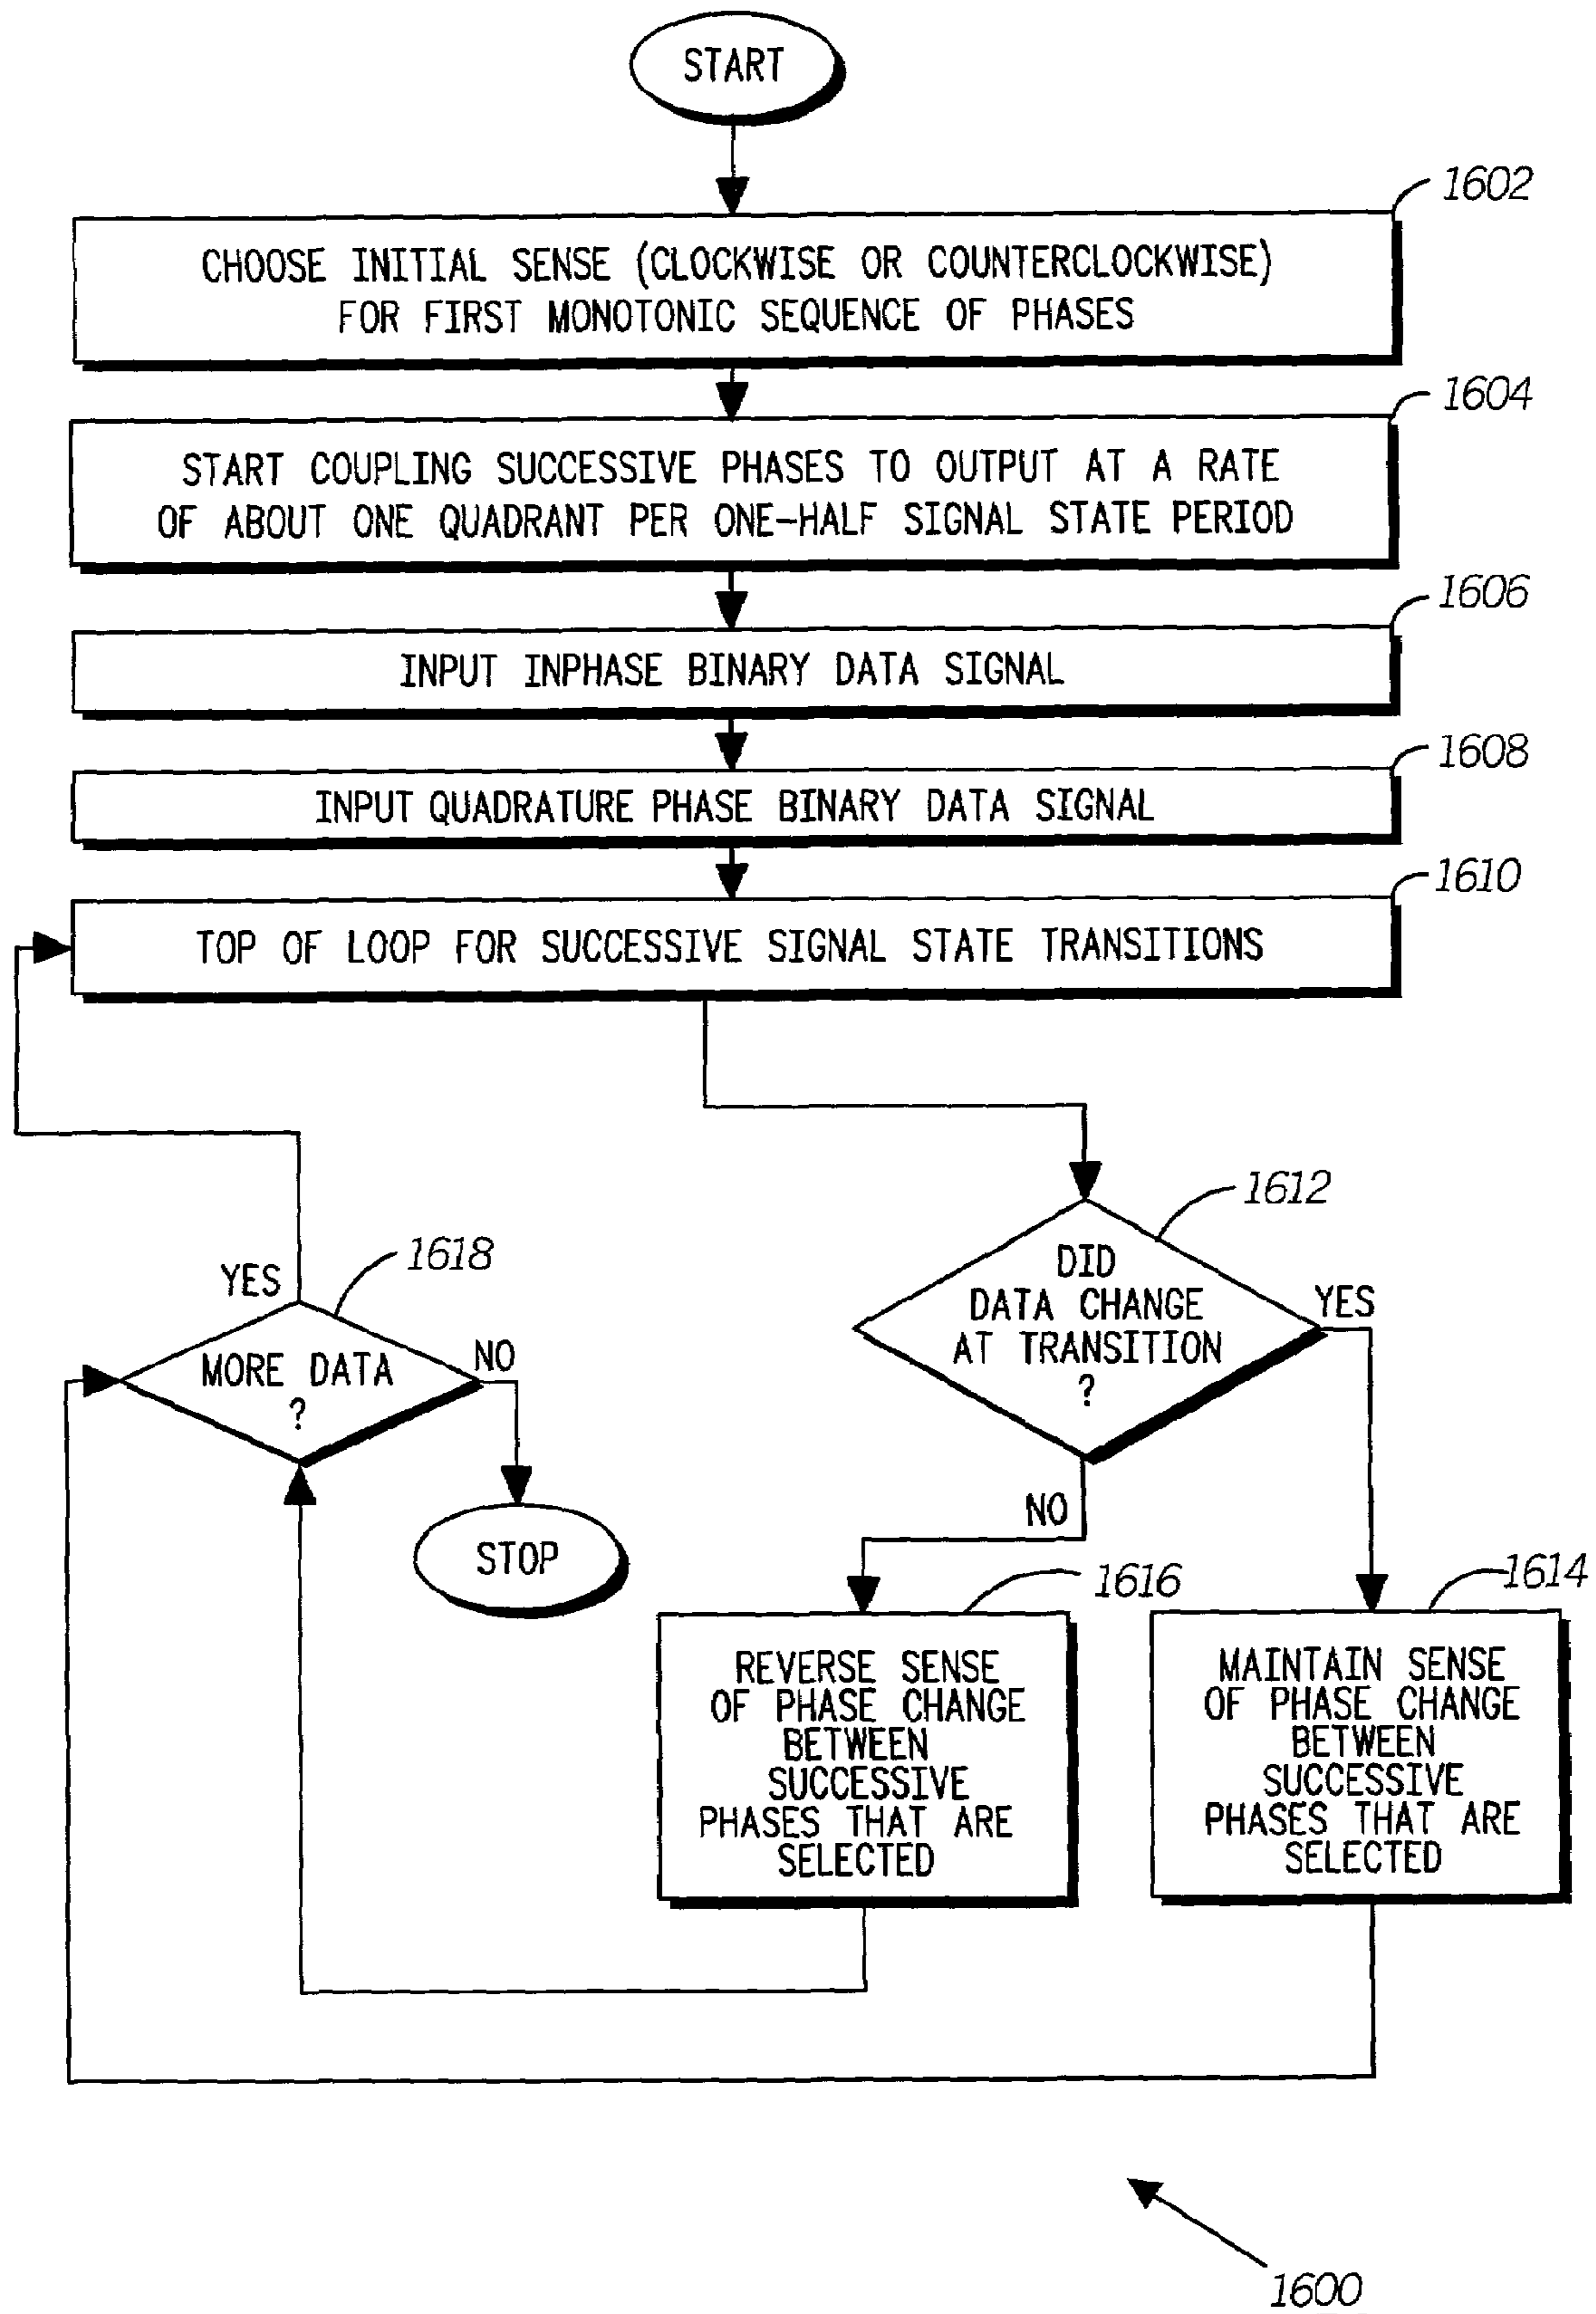 START
1602
CHOOSE INITIAL SENSE (CLOCKWISE OR COUNTERCLOCKWISE)
FOR FIRST MONOTONIC SEQUENCE OF PHASES
1604
START COUPLING SUCCESSIVE PHASES TO OUTPUT AT A RATE
OF ABOUT ONE QUADRANT PER ONE-HALF SIGNAL STATE PERIOD
1606
INPUT INPHASE BINARY DATA SIGNAL
1608
INPUT QUADRATURE PHASE BINARY DATA SIGNAL
1610
TOP OF LOOP FOR SUCCESSIVE SIGNAL STATE TRANSITIONS
1612
DID
DATA CHANGE
AT TRANSITION
?
YES
NO
1618
YES
MORE DATA
?
NO
STOP
1616
REVERSE SENSE
OF PHASE CHANGE
BETWEEN
SUCCESSIVE
PHASES THAT ARE
SELECTED
1614
MAINTAIN SENSE
OF PHASE CHANGE
BETWEEN
SUCCESSIVE
PHASES THAT ARE
SELECTED
1600